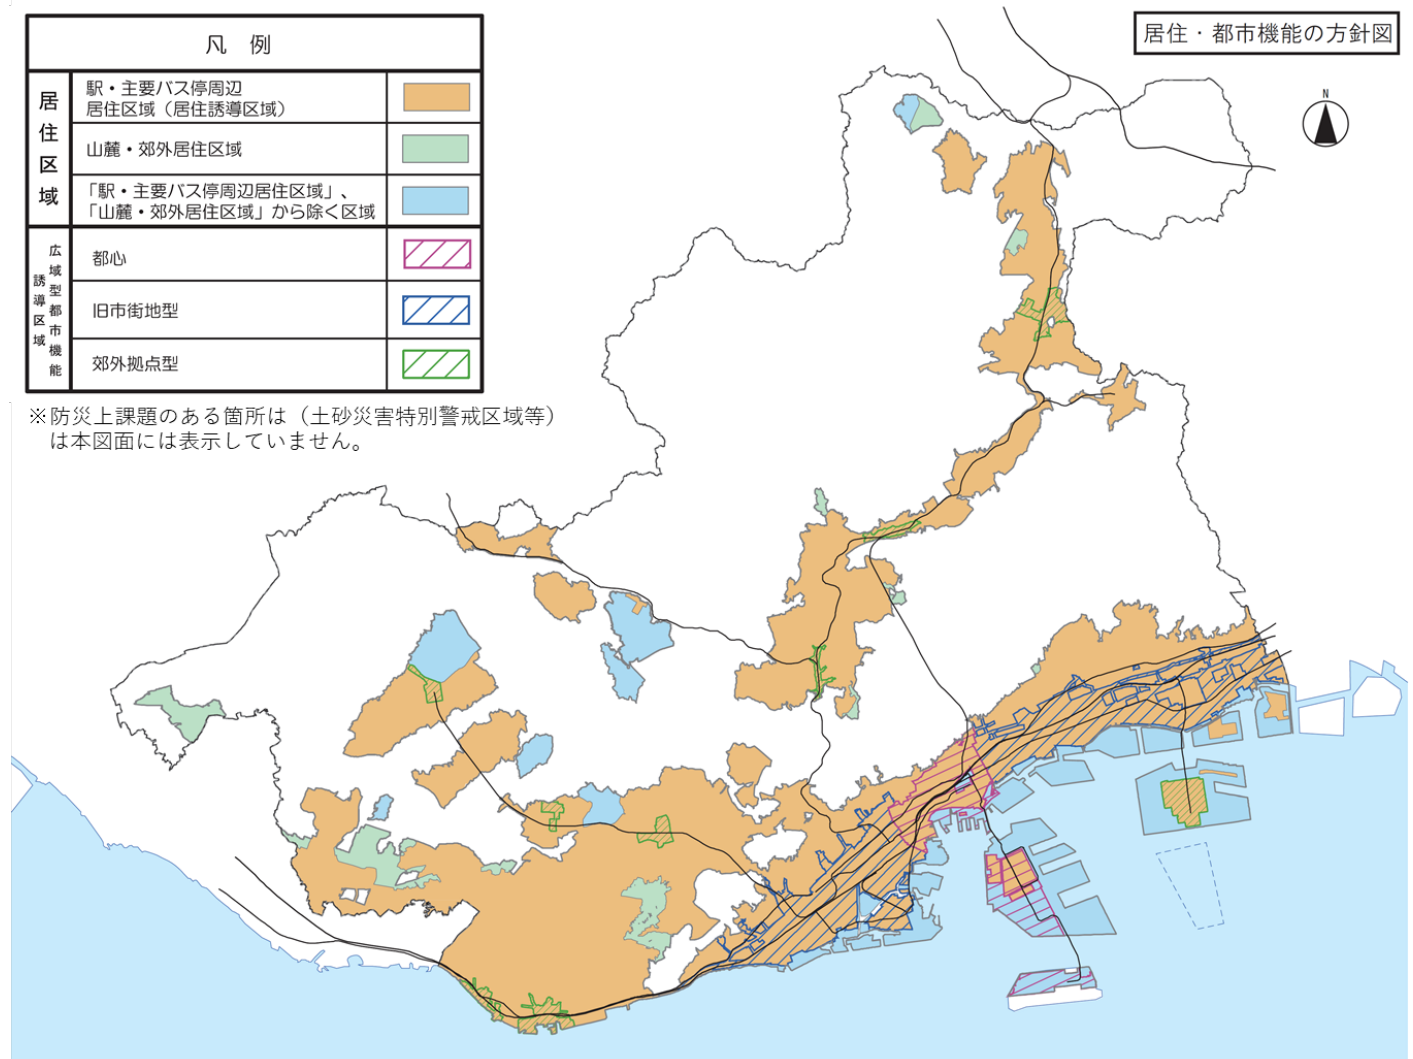 居住・都市機能の方針図
N
凡 例
居住区域
駅・主要バス停周辺
居住区域（居住誘導区域）
山麓・郊外居住区域
「駅・主要バス停周辺居住区域」、
「山麓・郊外居住区域」から除く区域
広域型都市機能
誘導区域
都心
旧市街地型
郊外拠点型
※防災上課題のある箇所は（土砂災害特別警戒区域等）
は本図面には表示していません。